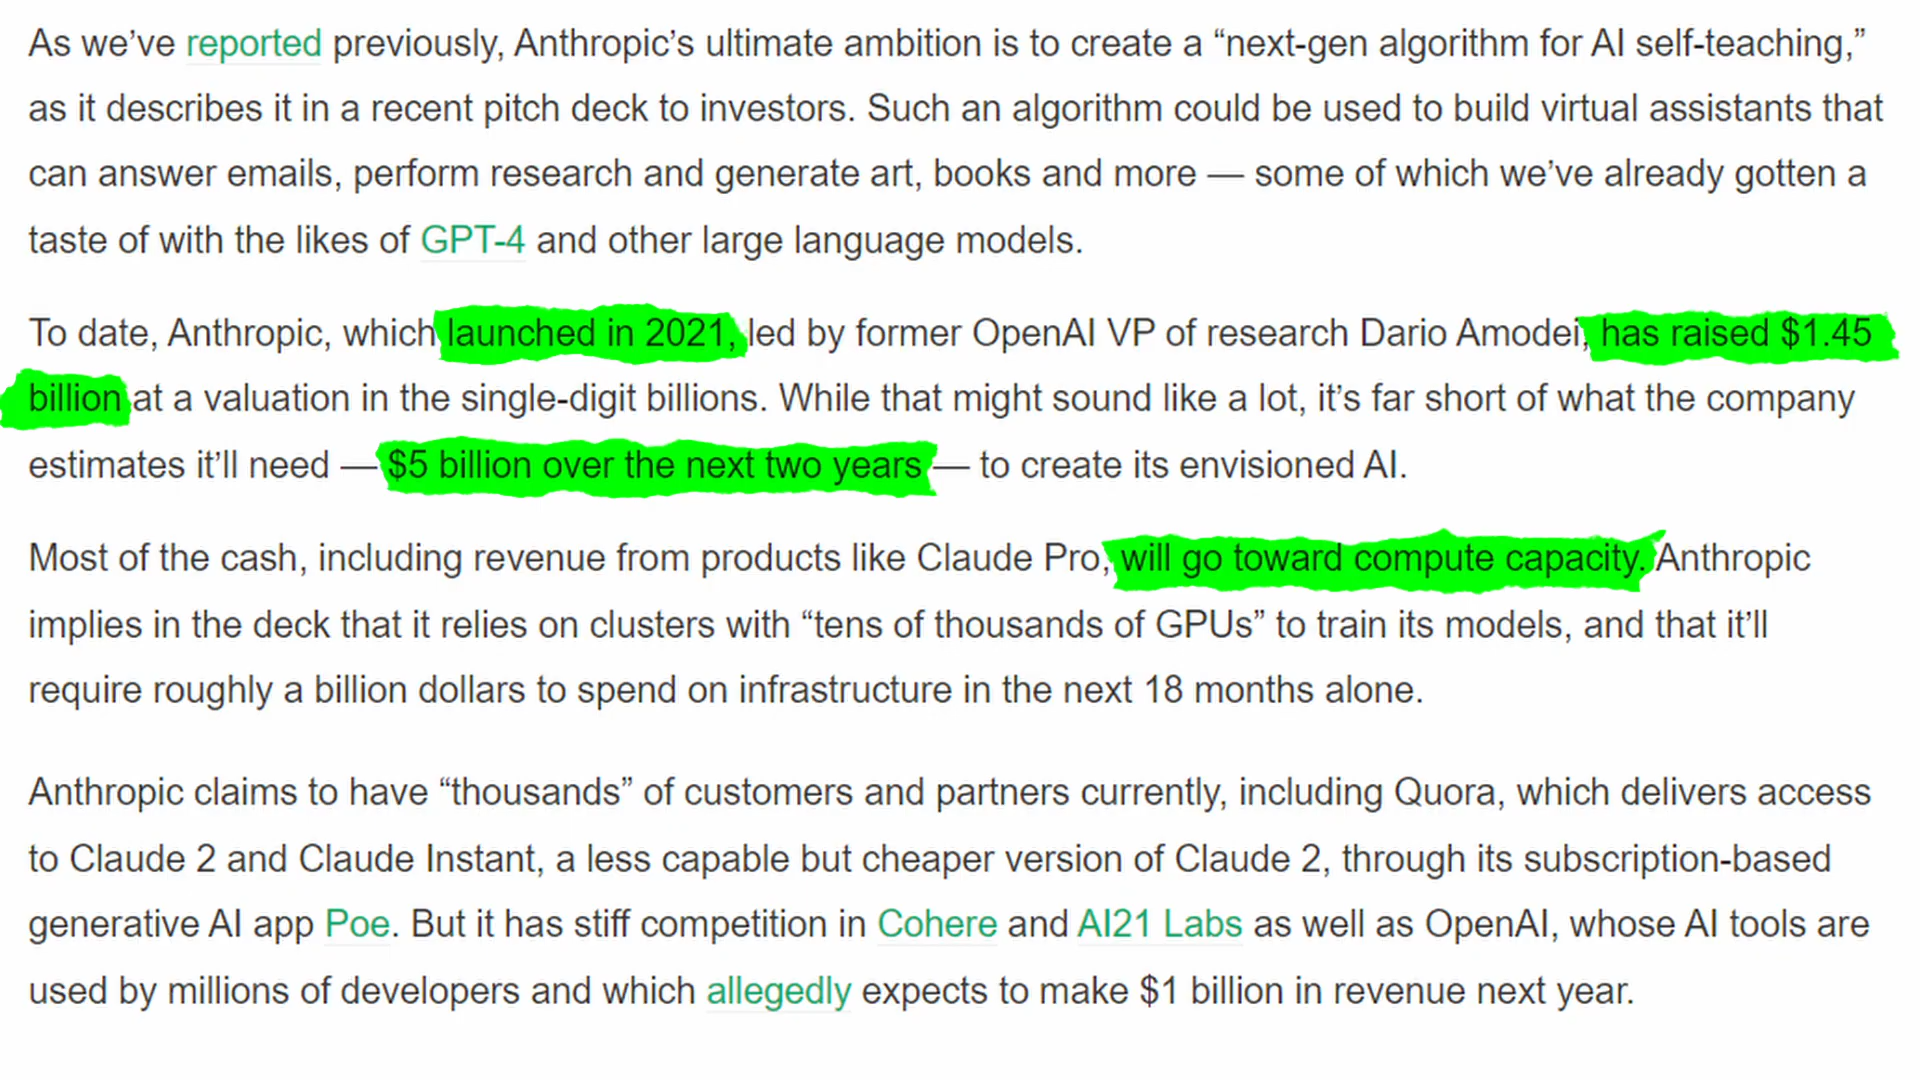 As we’ve reported previously, Anthropic’s ultimate ambition is to create a “next-gen algorithm for AI self-teaching,”
as it describes it in a recent pitch deck to investors. Such an algorithm could be used to build virtual assistants that
can answer emails, perform research and generate art, books and more — some of which we’ve already gotten a
taste of with the likes of GPT-4 and other large language models.
To date, Anthropic, which launched in 2021, led by former OpenAI VP of research Dario Amodei, has raised $1.45
billion at a valuation in the single-digit billions. While that might sound like a lot, it’s far short of what the company
estimates it’ll need — $5 billion over the next two years — to create its envisioned AI.
Most of the cash, including revenue from products like Claude Pro, will go toward compute capacity. Anthropic
implies in the deck that it relies on clusters with “tens of thousands of GPUs” to train its models, and that it’ll
require roughly a billion dollars to spend on infrastructure in the next 18 months alone.
Anthropic claims to have “thousands” of customers and partners currently, including Quora, which delivers access
to Claude 2 and Claude Instant, a less capable but cheaper version of Claude 2, through its subscription-based
generative AI app Poe. But it has stiff competition in Cohere and AI21 Labs as well as OpenAI, whose AI tools are
used by millions of developers and which allegedly expects to make $1 billion in revenue next year.